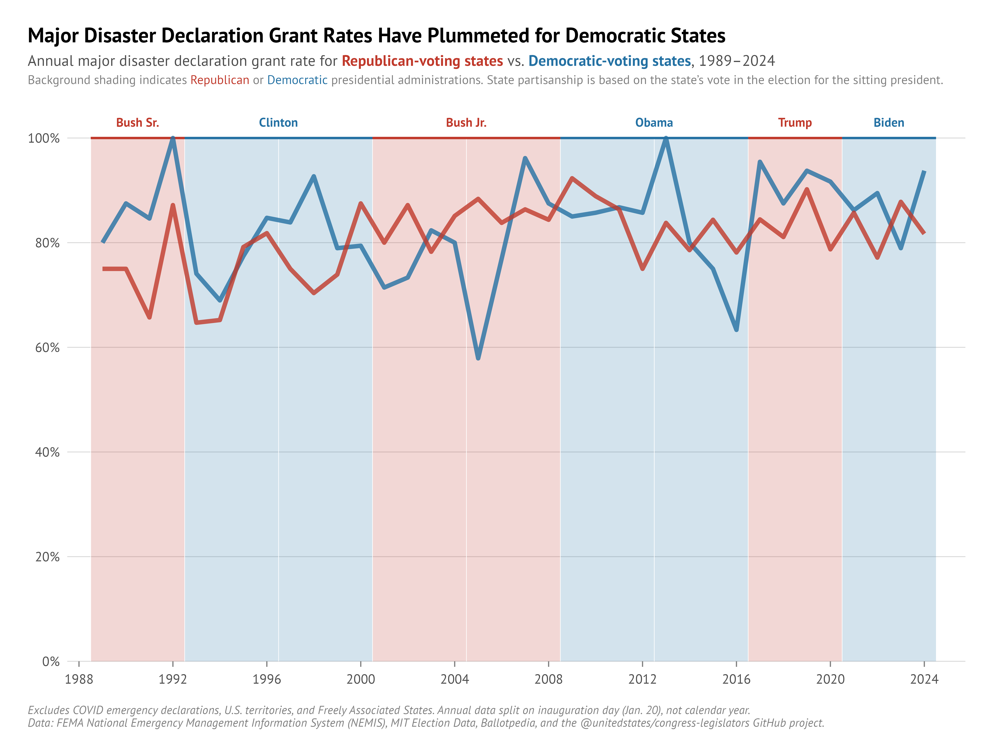 Major Disaster Declaration Grant Rates Have Plummeted for Democratic States
Annual major disaster declaration grant rate for Republican-voting states vs. Democratic-voting states, 1989–2024
Background shading indicates Republican or Democratic presidential administrations. State partisanship is based on the state’s vote in the election for the sitting president.
Bush Sr. Clinton Bush Jr. Obama Trump Biden
100%
80%
60%
40%
20%
0%
1988 1992 1996 2000 2004 2008 2012 2016 2020 2024
Excludes COVID emergency declarations, U.S. territories, and Freely Associated States. Annual data split on inauguration day (Jan. 20), not calendar year.
Data: FEMA National Emergency Management Information System (NEMIS), MIT Election Data, Ballotpedia, and the @unitedstates/congress-legislators GitHub project.